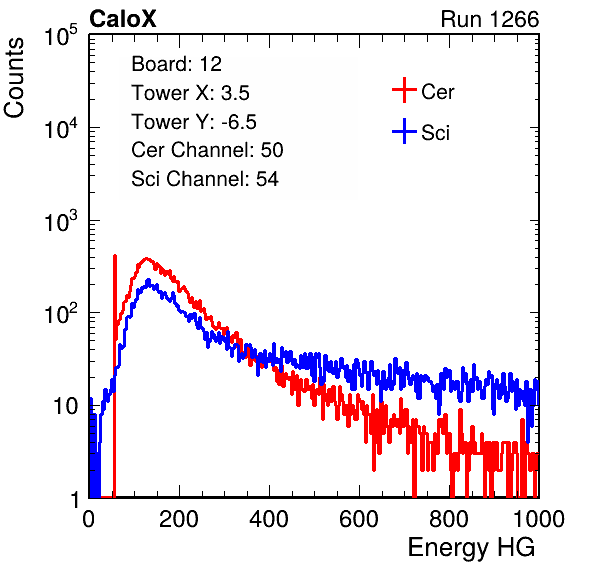 CaloX Run 1266
Counts
Board: 12
Tower X: 3.5
Tower Y: -6.5
Cer Channel: 50
Sci Channel: 54
Cer
Sci
10^5
10^4
10^3
10^2
10
1
0 200 400 600 800 1000
Energy HG